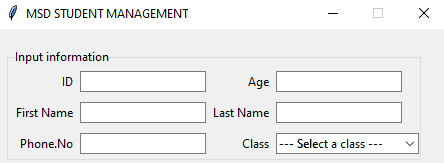 MSD STUDENT MANAGEMENT
Input information
ID Age
First Name Last Name
Phone.No Class --- Select a class ---